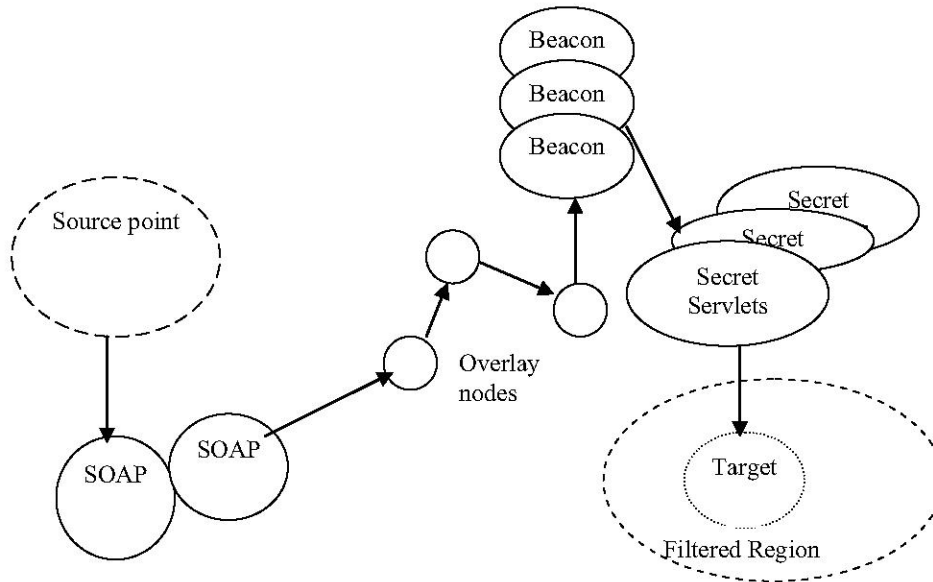 Beacon
Beacon
Beacon
Source point
Secret
Secret
Secret
Servlets
Overlay
nodes
SOAP
SOAP
Target
Filtered Region